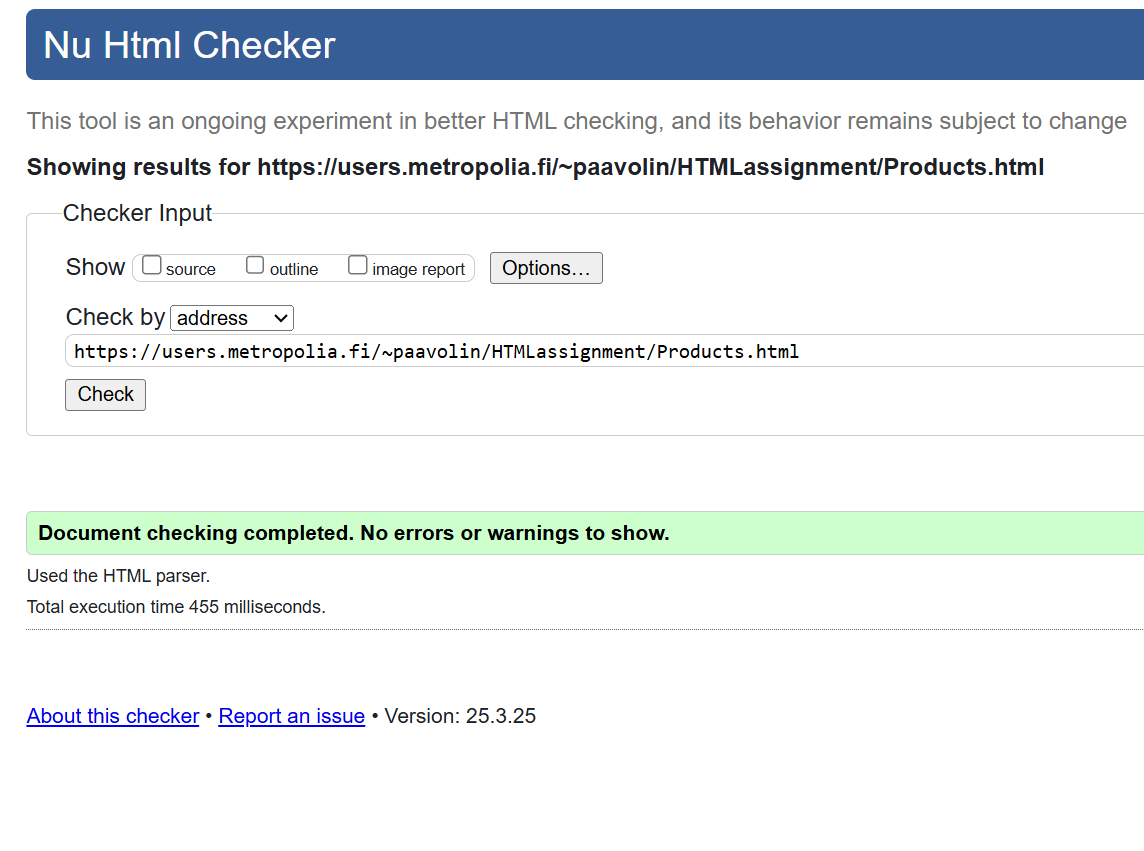 Nu Html Checker
This tool is an ongoing experiment in better HTML checking, and its behavior remains subject to change
Showing results for https://users.metropolia.fi/~paavolin/HTMLassignment/Products.html
Checker Input
Show source outline image report Options...
Check by address
https://users.metropolia.fi/~paavolin/HTMLassignment/Products.html
Check
Document checking completed. No errors or warnings to show.
Used the HTML parser.
Total execution time 455 milliseconds.
About this checker • Report an issue • Version: 25.3.25